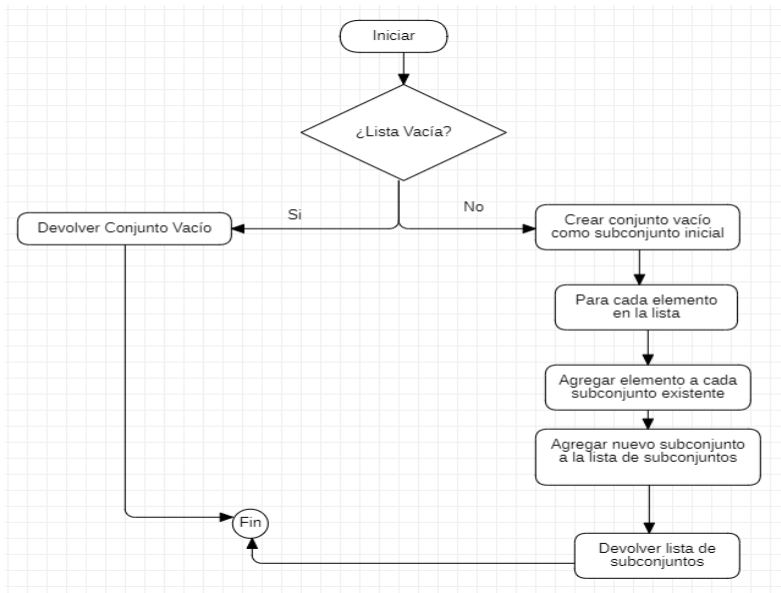 Iniciar
¿Lista Vacía?
Si
No
Devolver Conjunto Vacío
Crear conjunto vacío
como subconjunto inicial
Para cada elemento
en la lista
Agregar elemento a cada
subconjunto existente
Agregar nuevo subconjunto
a la lista de subconjuntos
Fin
Devolver lista de
subconjuntos